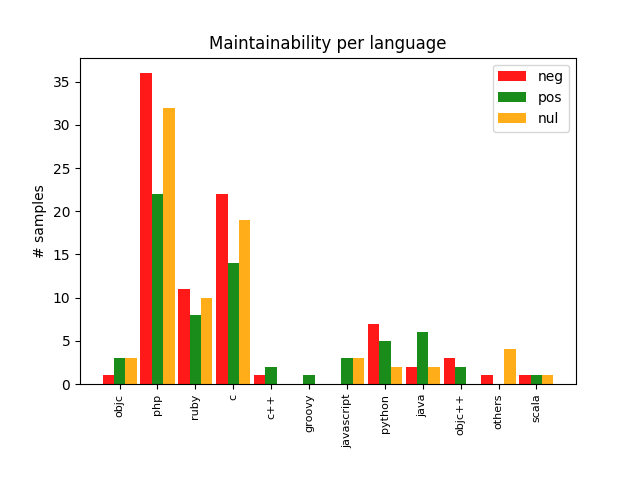 Maintainability per language
neg
pos
nul
# samples
35
30
25
20
15
10
5
0
objc
php
ruby
c
c++
groovy
javascript
python
java
objc++
others
scala